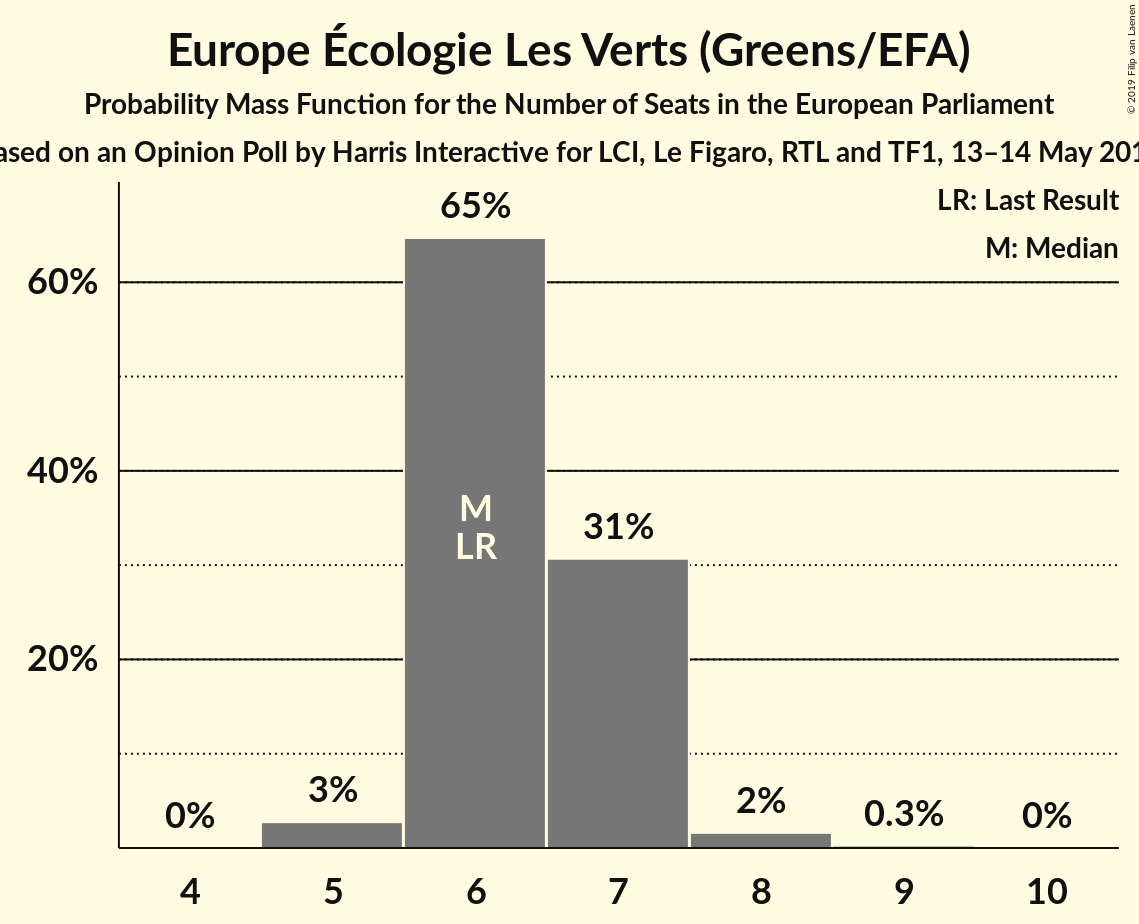 Europe Écologie Les Verts (Greens/EFA)
Probability Mass Function for the Number of Seats in the European Parliament
on an Opinion Poll by Harris Interactive for LCI, Le Figaro, RTL and TF1, 13–14 May
© 2019 Filip van Laenen
LR: Last Result
M: Median
65%
60%
40%
M
LR
31%
20%
3%
2%
0.3%
0%
0%
4 5 6 7 8 9 10